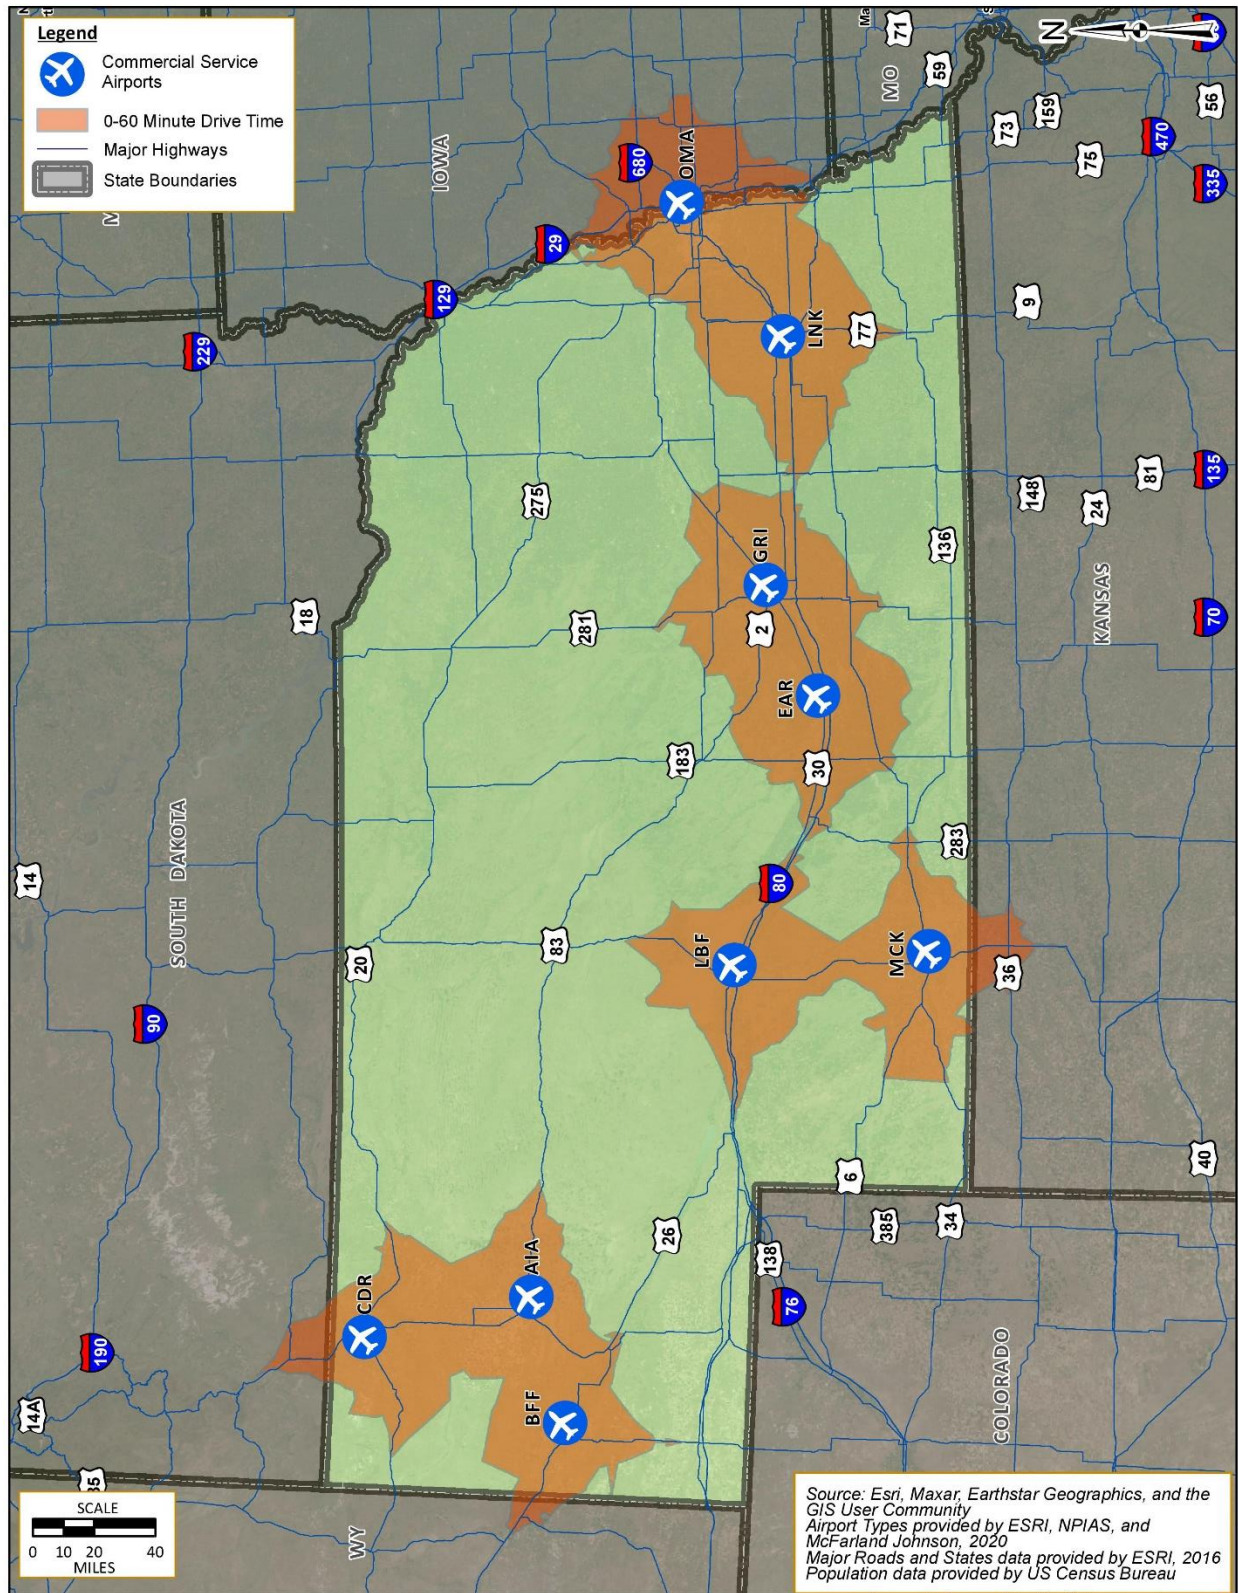 Legend
Commercial Service
Airports
0-60 Minute Drive Time
Major Highways
State Boundaries
N
MO
71
59
73
159
75
470
56
335
IOWA
680
OMA
29
129
229
LNK
77
9
148
24
81
135
136
275
18
281
GRI
2
EAR
KANSAS
70
183
30
283
SOUTH DAKOTA
14
20
83
80
LBF
MCK
36
90
6
40
385
34
138
76
26
COLORADO
AIA
CDR
BFF
190
14A
WY
SCALE
0 10 20 40
MILES
Source: Esri, Maxar, Earthstar Geographics, and the
GIS User Community
Airport Types provided by ESRI, NPIAS, and
McFarland Johnson, 2020
Major Roads and States data provided by ESRI, 2016
Population data provided by US Census Bureau